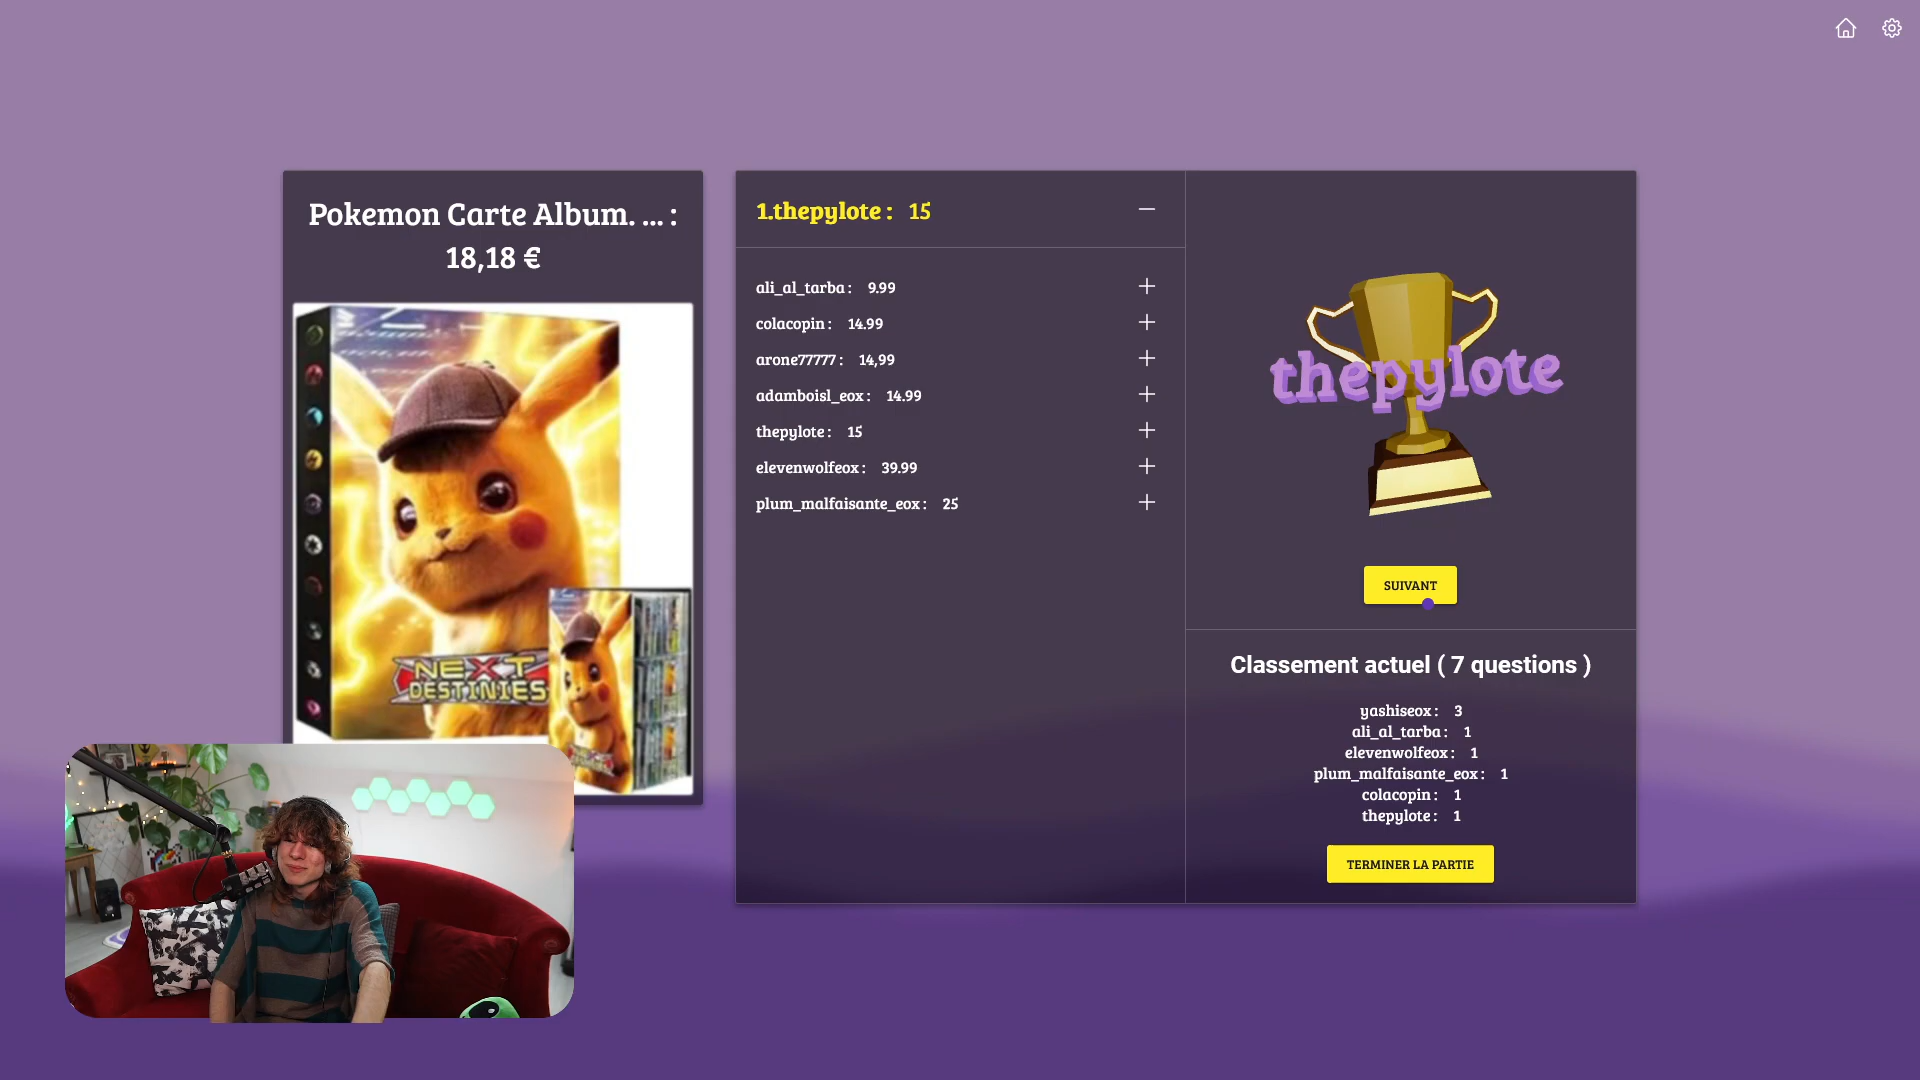 Pokemon Carte Album. ... :
18,18 €
NEXT
DESTINIES
1.thepylote : 15
ali_al_tarba : 9.99
colacopin : 14.99
arone77777 : 14,99
adamboisl_eox : 14.99
thepylote : 15
elevenwolfeox : 39.99
plum_malfaisante_eox : 25
thepylote
SUIVANT
Classement actuel ( 7 questions )
yashiseox : 3
ali_al_tarba : 1
elevenwolfeox : 1
plum_malfaisante_eox : 1
colacopin : 1
thepylote : 1
TERMINER LA PARTIE